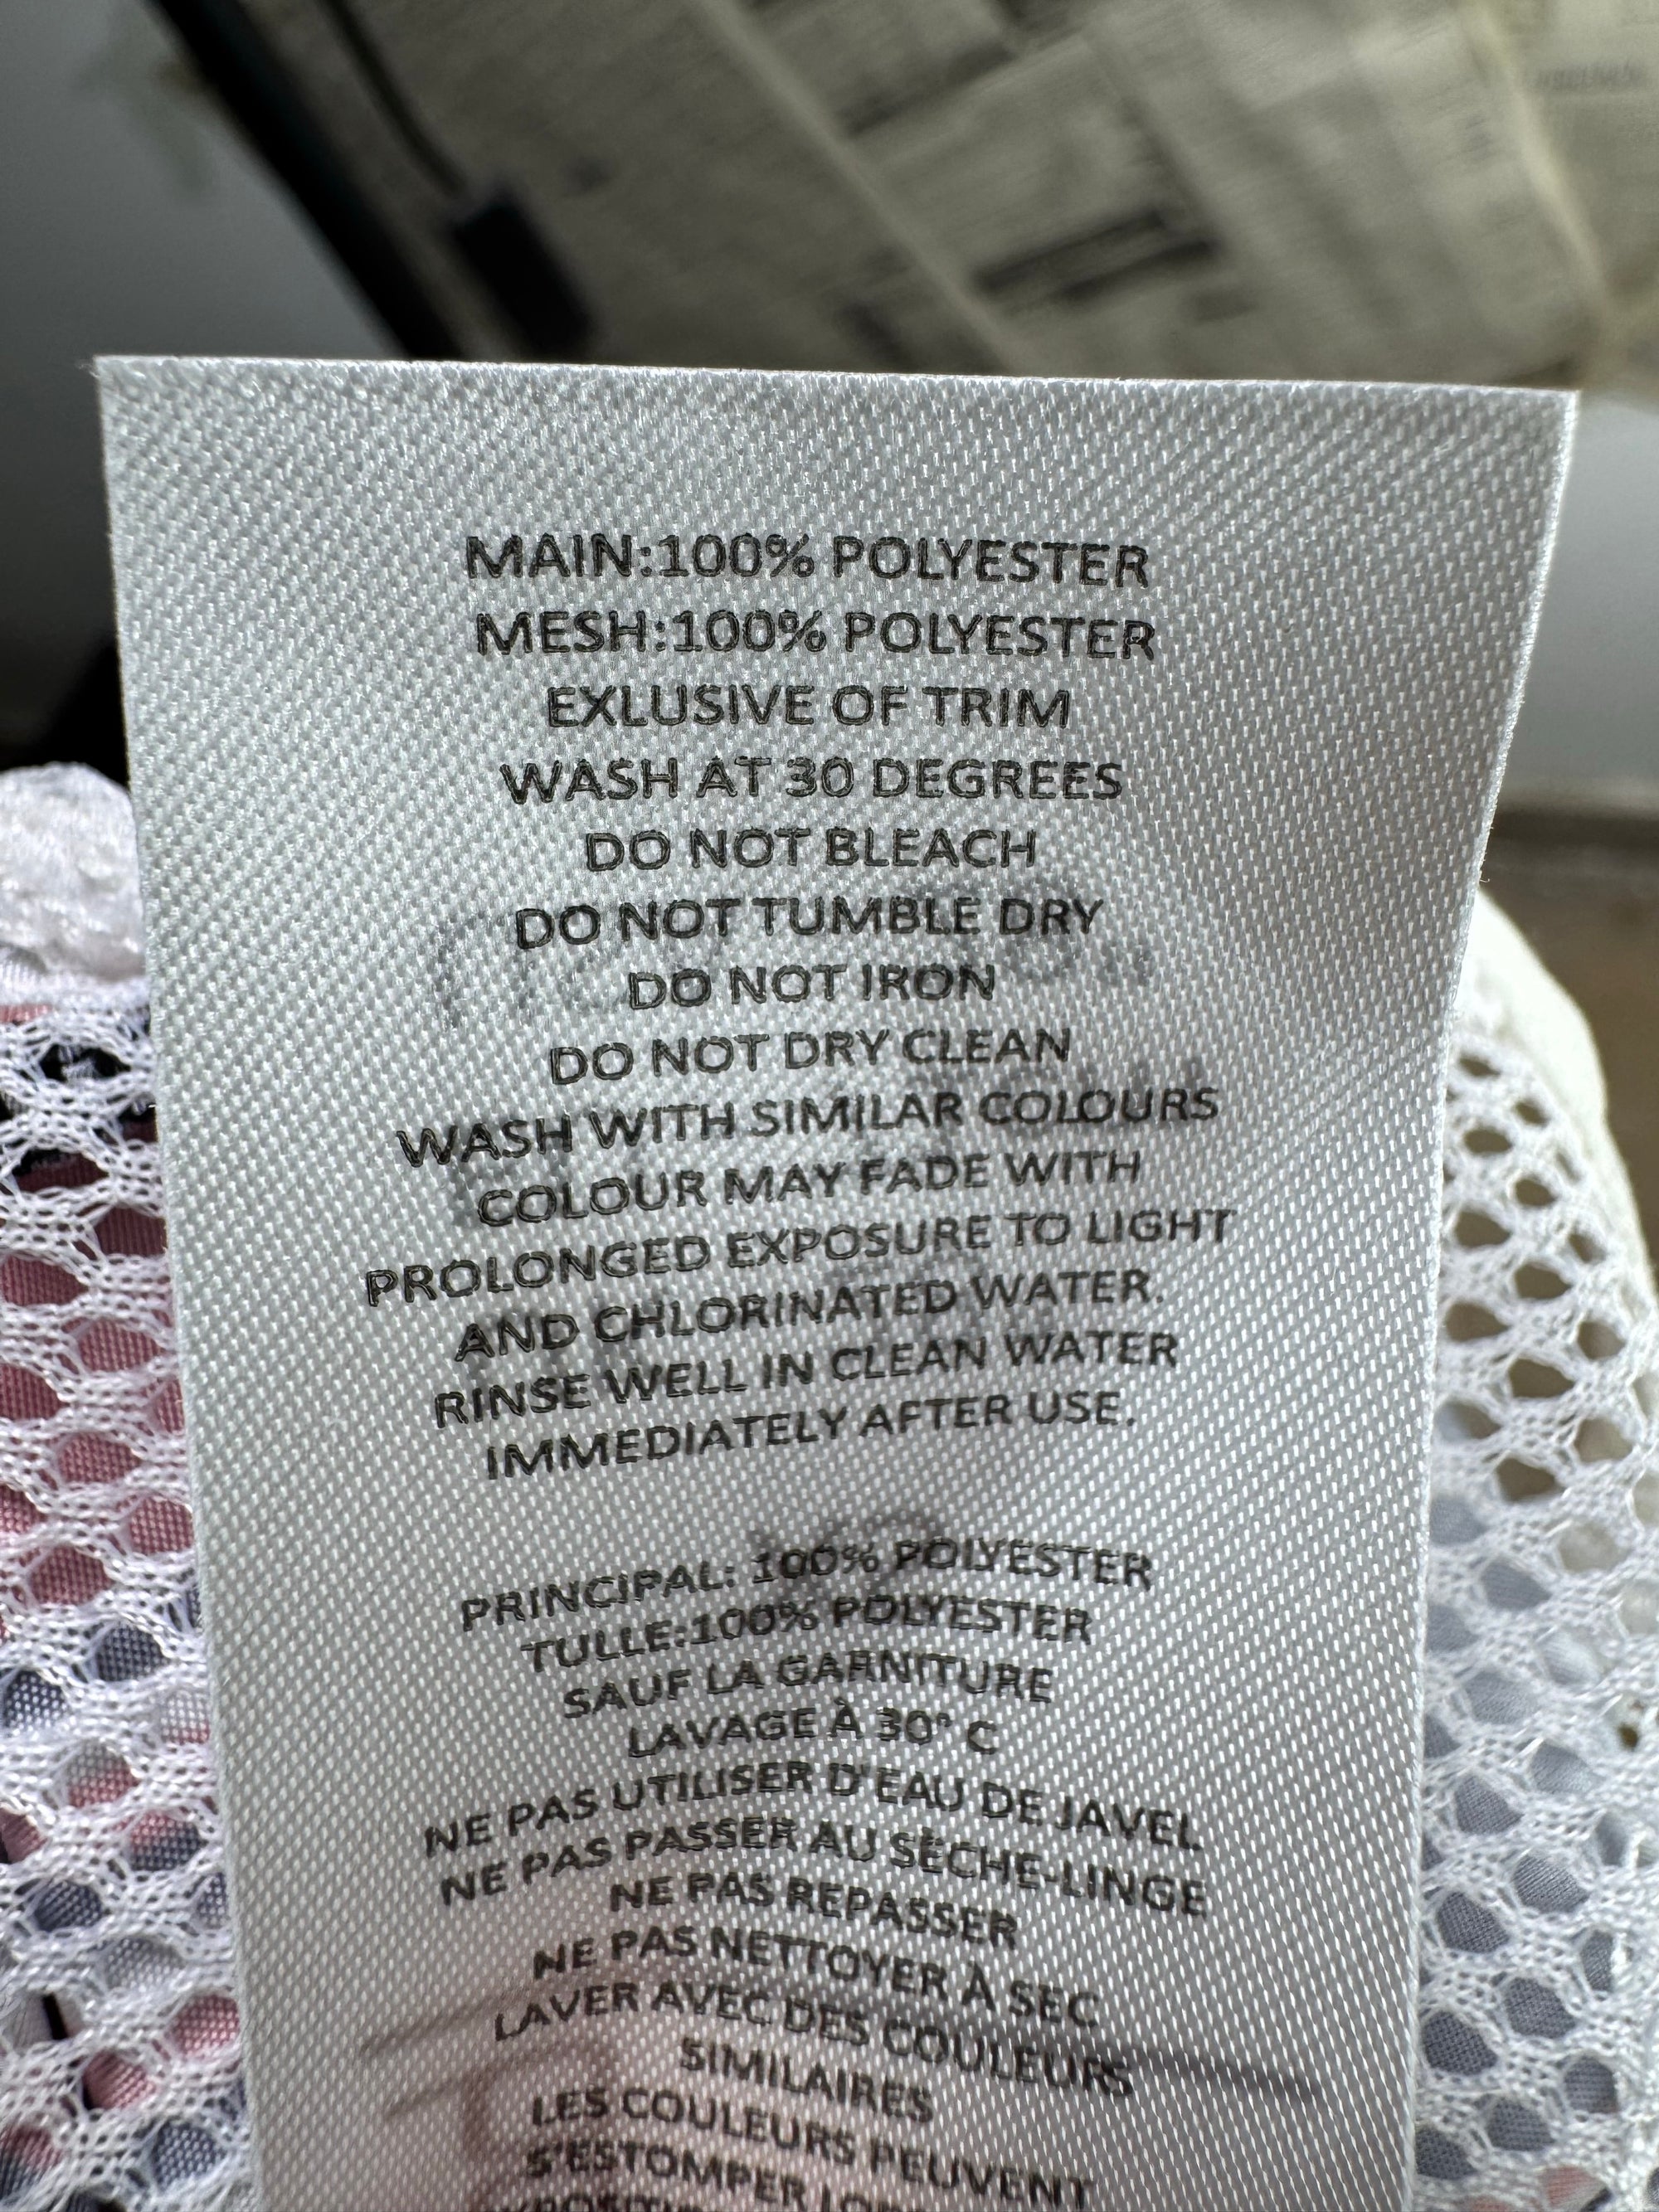 MAIN:100% POLYESTER
MESH:100% POLYESTER
EXLUSIVE OF TRIM
WASH AT 30 DEGREES
DO NOT BLEACH
DO NOT TUMBLE DRY
DO NOT IRON
DO NOT DRY CLEAN
WASH WITH SIMILAR COLOURS
COLOUR MAY FADE WITH
PROLONGED EXPOSURE TO LIGHT
AND CHLORINATED WATER.
RINSE WELL IN CLEAN WATER
IMMEDIATELY AFTER USE.
PRINCIPAL: 100% POLYESTER
TULLE:100% POLYESTER
SAUF LA GARNITURE
LAVAGE À 30° C
NE PAS UTILISER D'EAU DE JAVEL
NE PAS PASSER AU SÈCHE-LINGE
NE PAS REPASSER
NE PAS NETTOYER À SEC
LAVER AVEC DES COULEURS
SIMILAIRES
LES COULEURS PEUVENT
S'ESTOMPER